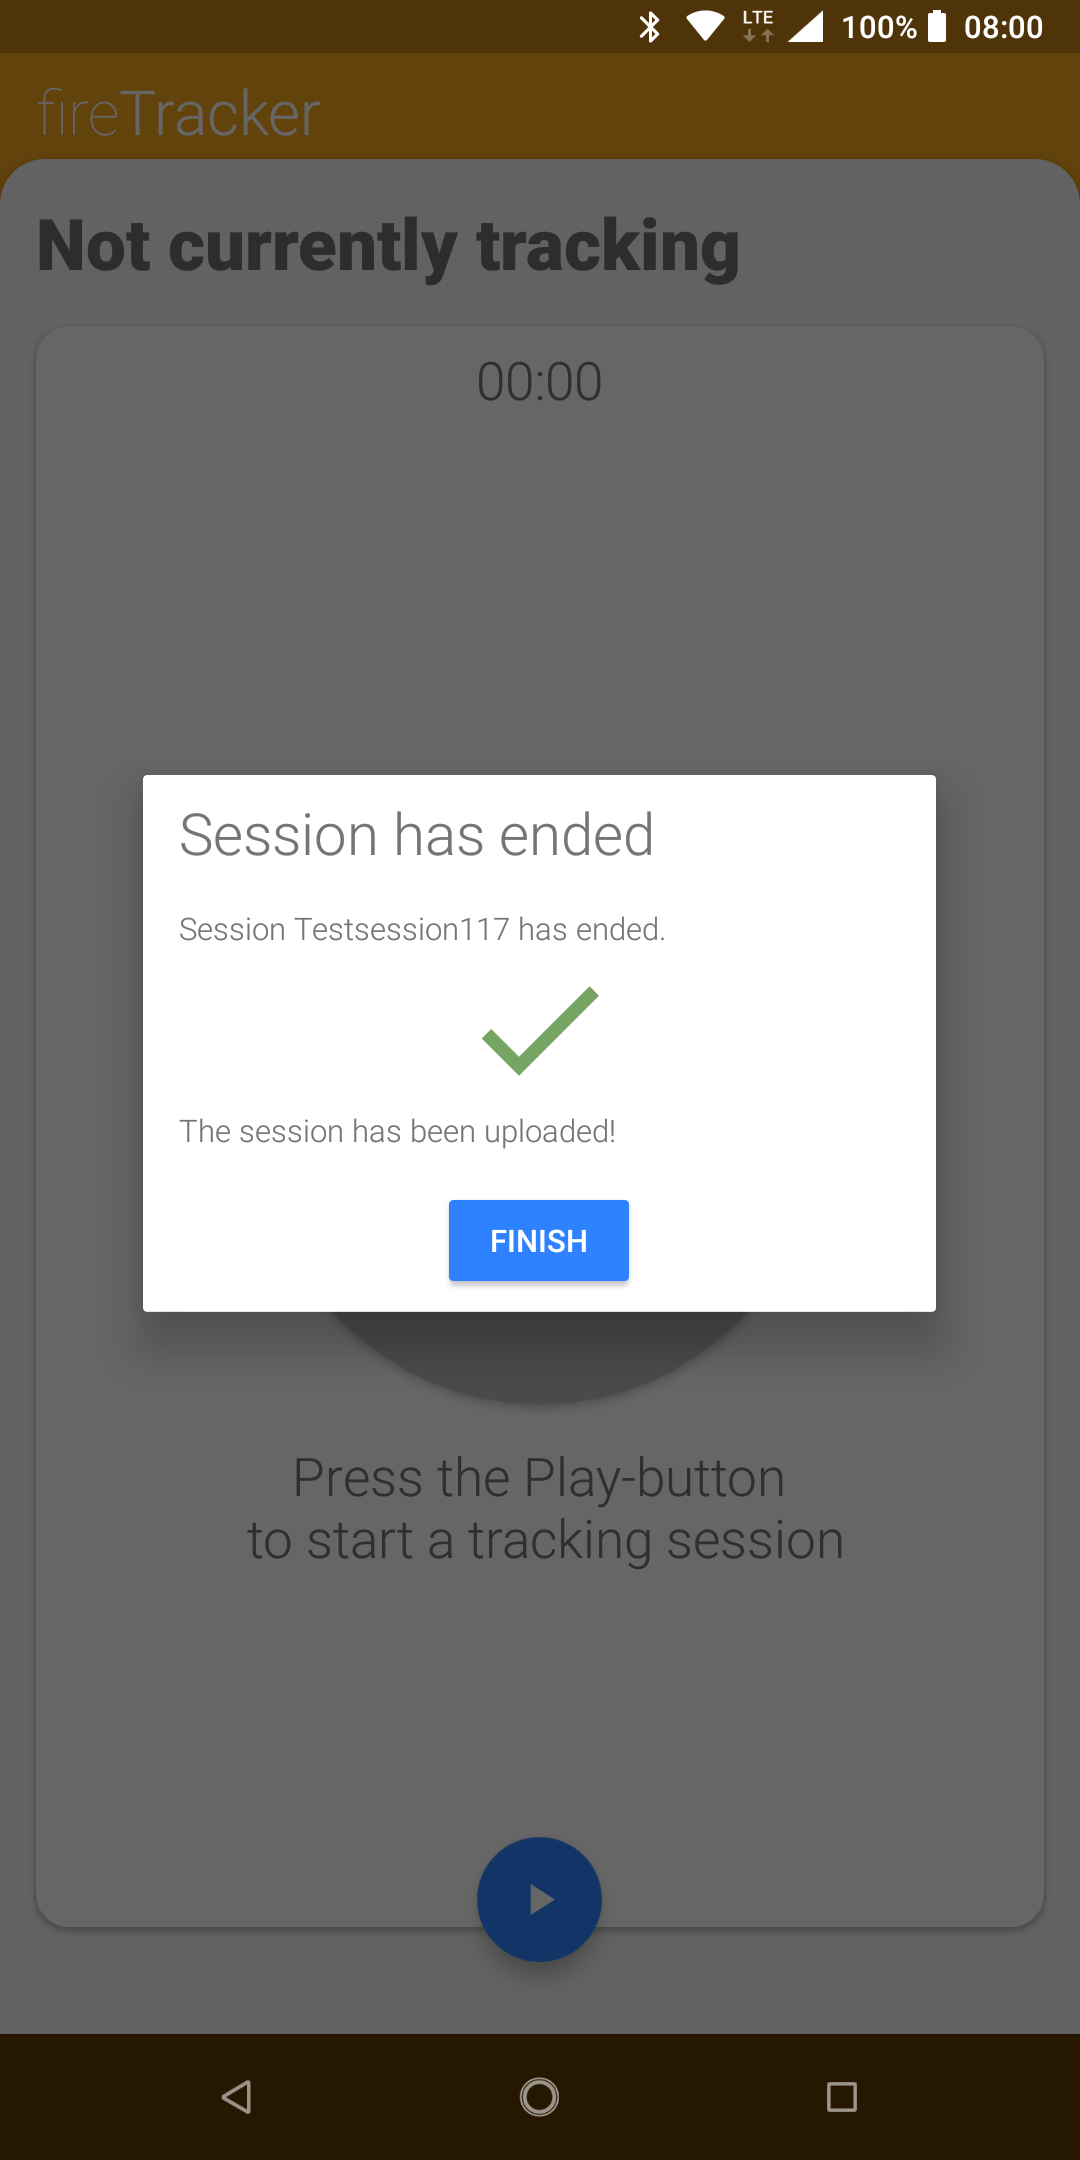 LTE 100% 08:00
fireTracker
Not currently tracking
00:00
Session has ended
Session Testsession117 has ended.
The session has been uploaded!
FINISH
Press the Play-button
to start a tracking session